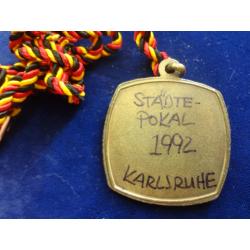 STÄDTE-
POKAL
1992
KARLSRUHE